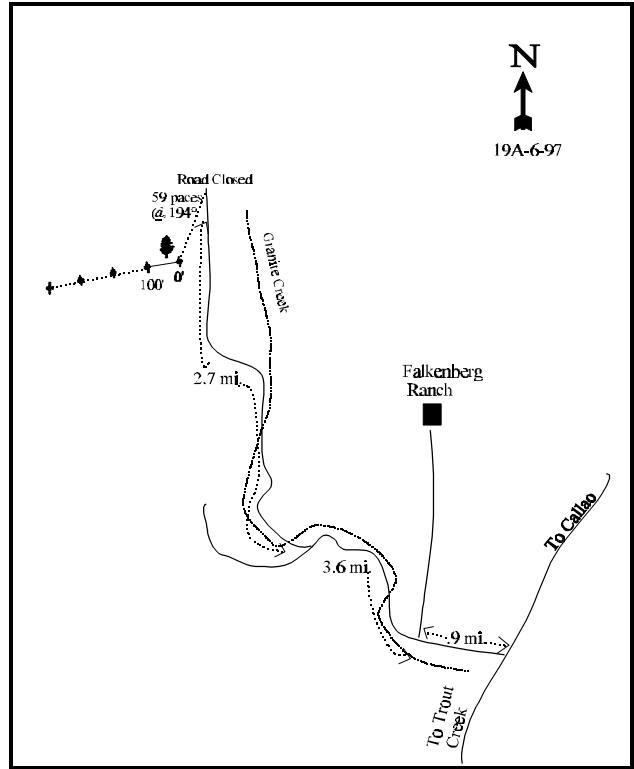 N
19A-6-97
Road Closed
59 paces
@ 194°
100'
0'
Granite Creek
2.7 mi.
Falkenberg
Ranch
To Callao
3.6 mi.
.9 mi.
To Trout
Creek